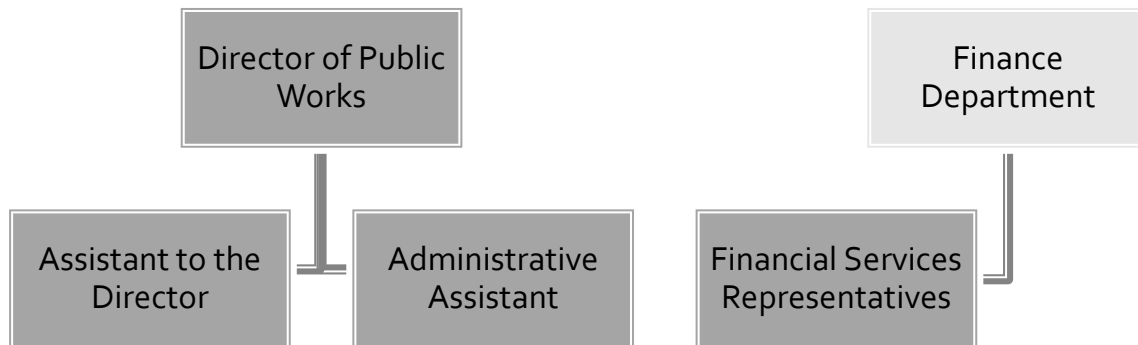 Director of Public
Works
Finance
Department
Assistant to the
Director
Administrative
Assistant
Financial Services
Representatives